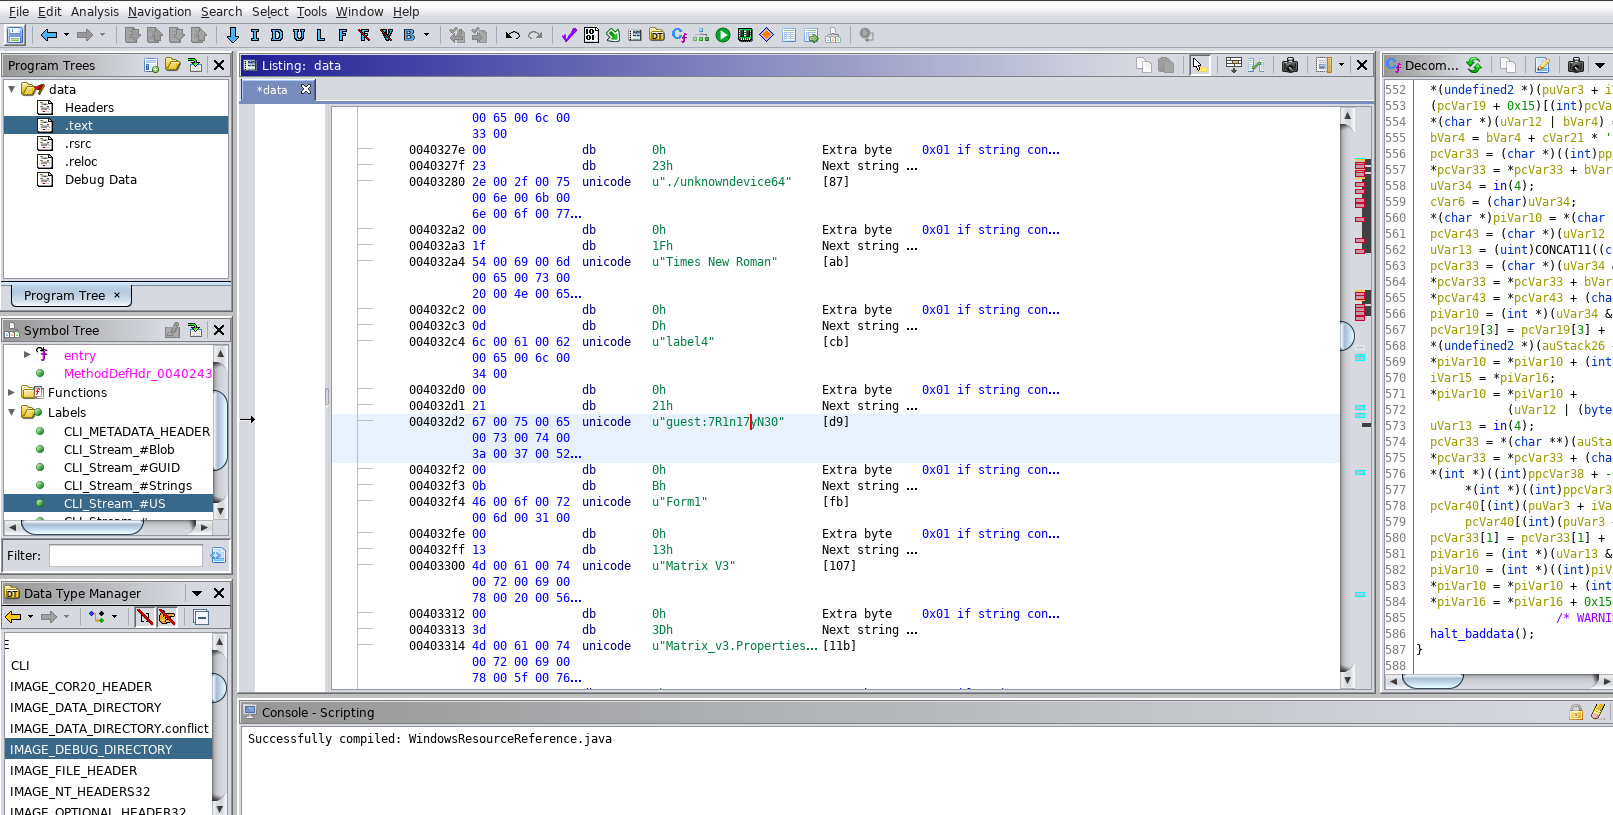 File Edit Analysis Navigation Search Select Tools Window Help
I D U L F R V B
Program Trees
data
Headers
.text
.rsrc
.reloc
Debug Data
Program Tree ×
Symbol Tree
entry
MethodDefHdr_0040243
Functions
Labels
CLI_METADATA_HEADER
CLI_Stream_#Blob
CLI_Stream_#GUID
CLI_Stream_#Strings
CLI_Stream_#US
Filter:
Data Type Manager
CLI
IMAGE_COR20_HEADER
IMAGE_DATA_DIRECTORY
IMAGE_DATA_DIRECTORY.conflict
IMAGE_DEBUG_DIRECTORY
IMAGE_FILE_HEADER
IMAGE_NT_HEADERS32
IMAGE_OPTIONAL_HEADER32
Listing: data
*data
00 65 00 6c 00
33 00
0040327e 00 db 0h Extra byte 0x01 if string con...
0040327f 23 db 23h Next string ...
00403280 2e 00 2f 00 75 unicode u"./unknowndevice64" [87]
00 6e 00 6b 00
6e 00 6f 00 77...
004032a2 00 db 0h Extra byte 0x01 if string con...
004032a3 1f db 1Fh Next string ...
004032a4 54 00 69 00 6d unicode u"Times New Roman" [ab]
00 65 00 73 00
20 00 4e 00 65...
004032c2 00 db 0h Extra byte 0x01 if string con...
004032c3 0d db Dh Next string ...
004032c4 6c 00 61 00 62 unicode u"label4" [cb]
00 65 00 6c 00
34 00
004032d0 00 db 0h Extra byte 0x01 if string con...
004032d1 21 db 21h Next string ...
004032d2 67 00 75 00 65 unicode u"guest:7R1n17yN30" [d9]
00 73 00 74 00
3a 00 37 00 52...
004032f2 00 db 0h Extra byte 0x01 if string con...
004032f3 0b db Bh Next string ...
004032f4 46 00 6f 00 72 unicode u"Form1" [fb]
00 6d 00 31 00
004032fe 00 db 0h Extra byte 0x01 if string con...
004032ff 13 db 13h Next string ...
00403300 4d 00 61 00 74 unicode u"Matrix V3" [107]
00 72 00 69 00
78 00 20 00 56...
00403312 00 db 0h Extra byte 0x01 if string con...
00403313 3d db 3Dh Next string ...
00403314 4d 00 61 00 74 unicode u"Matrix_v3.Properties... [11b]
00 72 00 69 00
78 00 5f 00 76...
Decom...
552 *(undefined2 *)(puVar3 + i
553 (pcVar19 + 0x15)[(int)pcVa
554 *(char *)(uVar12 | bVar4) =
555 bVar4 = bVar4 + cVar21 * '
556 pcVar33 = (char *)((int)pp
557 *pcVar33 = *pcVar33 + bVar
558 uVar34 = in(4);
559 cVar6 = (char)uVar34;
560 *(char *)piVar10 = *(char
561 pcVar43 = (char *)(uVar12
562 uVar13 = (uint)CONCAT11((c
563 pcVar33 = (char *)(uVar34 &
564 *pcVar33 = *pcVar33 + bVar
565 *pcVar43 = *pcVar43 + (cha
566 piVar10 = (int *)(uVar34 &
567 pcVar19[3] = pcVar19[3] +
568 *(undefined2 *)(auStack26 -
569 *piVar10 = *piVar10 + (int
570 iVar15 = *piVar16;
571 *piVar10 = *piVar10 +
572 (uVar12 | (byte
573 uVar13 = in(4);
574 pcVar33 = *(char **)(auSta
575 *pcVar33 = *pcVar33 + (cha
576 *(int *)((int)ppcVar38 + -
577 *(int *)((int)ppcVar3
578 pcVar40[(int)(puVar3 + iVa
579 pcVar40[(int)(puVar3 -
580 pcVar33[1] = pcVar33[1] +
581 piVar16 = (int *)(uVar13 &
582 piVar10 = (int *)((int)piV
583 *piVar10 = *piVar10 + (int
584 *piVar16 = *piVar16 + 0x15
585 /* WARNI
586 halt_baddata();
587 }
588
Console - Scripting
Successfully compiled: WindowsResourceReference.java